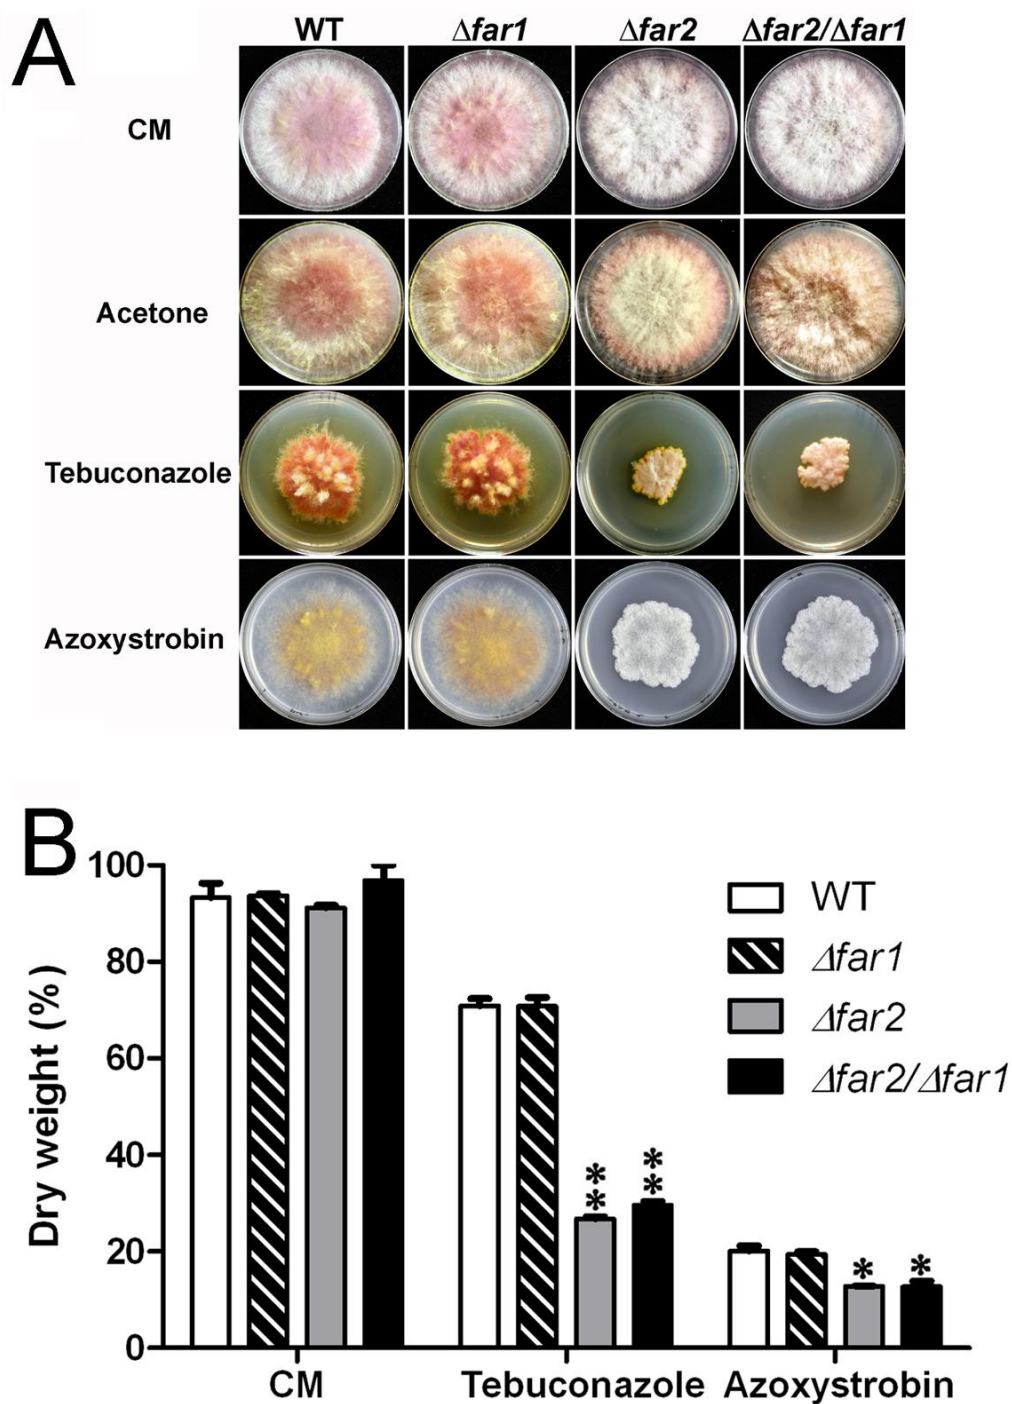 A
WT Δfar1 Δfar2 Δfar2/Δfar1
CM
Acetone
Tebuconazole
Azoxystrobin
B
Dry weight (%)
100
80
60
40
20
0
WT
Δfar1
Δfar2
Δfar2/Δfar1
**
**
*
*
CM Tebuconazole Azoxystrobin